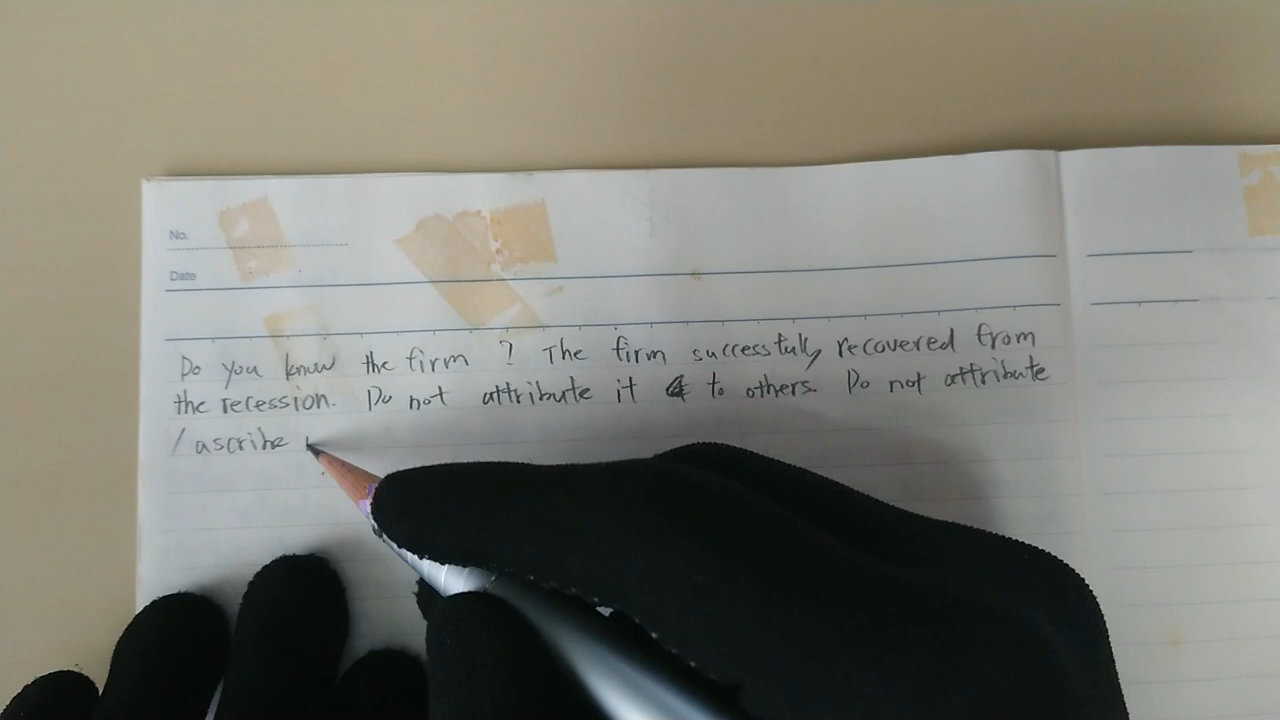 No.
Date
Do you know the firm ? The firm successfully recovered from
the recession. Do not attribute it to others. Do not attribute
/ ascribe